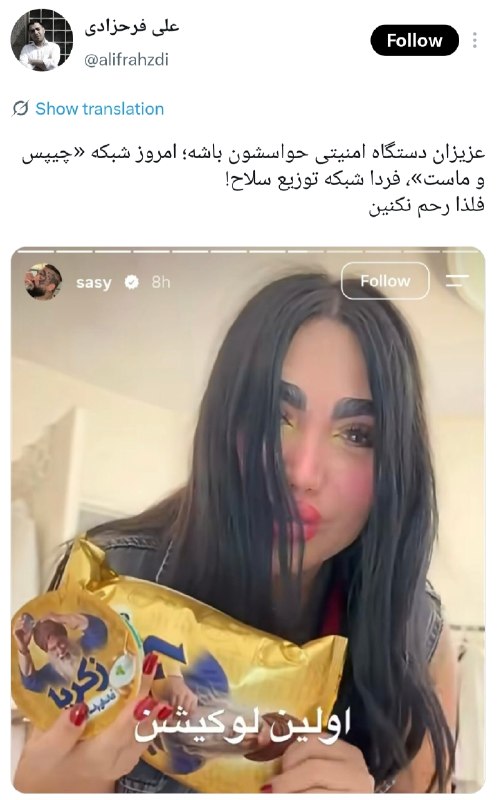 علی فرحزادی
@alifrahzdi
Follow
Show translation
عزیزان دستگاه امنیتی حواسشون باشه؛ امروز شبکه «چیپس
و ماست»، فردا شبکه توزیع سلاح!
فلذا رحم نکنین
sasy 8h
Follow
زکریا
اولین لوکیشن